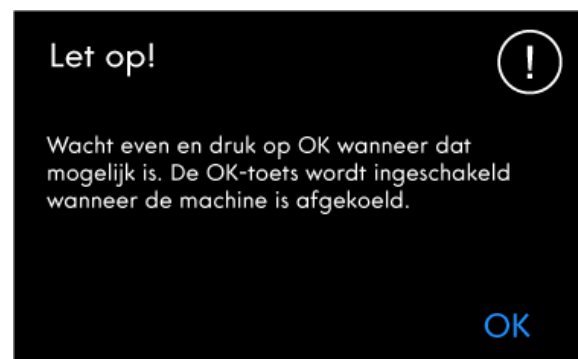 Let op!
Wacht even en druk op OK wanneer dat
mogelijk is. De OK-toets wordt ingeschakeld
wanneer de machine is afgekoeld.
OK